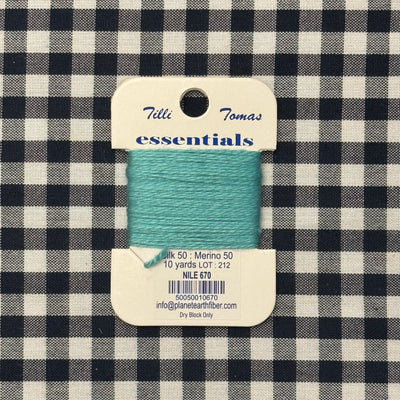 Tilli Tomas
essentials
ilk 50 : Merino 50
10 yards LOT : 212
NILE 670
50050010670
info@planetearthfiber.com
Dry Block Only